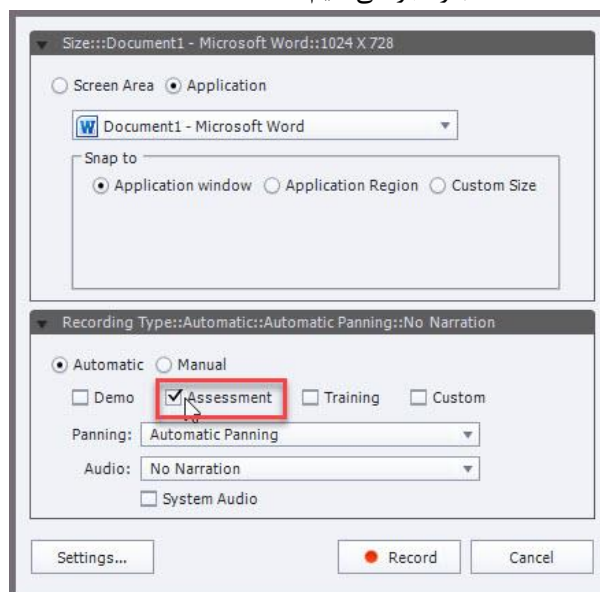 Size:::Document1 - Microsoft Word::1024 X 728
Screen Area Application
Document1 - Microsoft Word
Snap to
Application window Application Region Custom Size
Recording Type::Automatic::Automatic Panning::No Narration
Automatic Manual
Demo Assessment Training Custom
Panning: Automatic Panning
Audio: No Narration
System Audio
Settings... Record Cancel